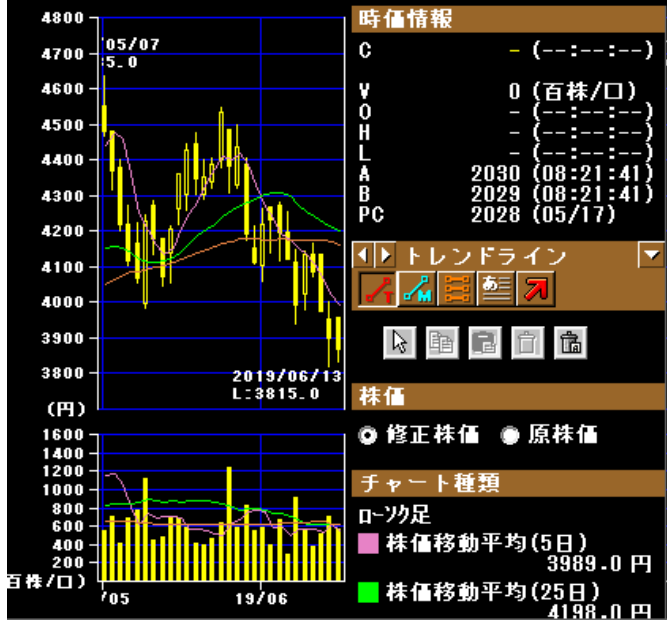 4800
4700
4600
4500
4400
4300
4200
4100
4000
3900
3800
(円)
'05/07
5.0
2019/06/13
L:3815.0
1600
1400
1200
1000
800
600
400
200
百株/口)
'05
19/06
時価情報
C - (--:--:--)
V 0 (百株/口)
O - (--:--:--)
H - (--:--:--)
L - (--:--:--)
A 2030 (08:21:41)
B 2029 (08:21:41)
PC 2028 (05/17)
トレンドライン
T
M
あ
株価
修正株価 原株価
チャート種類
ローソク足
株価移動平均(5日)
3989.0 円
株価移動平均(25日)
4198.0 円